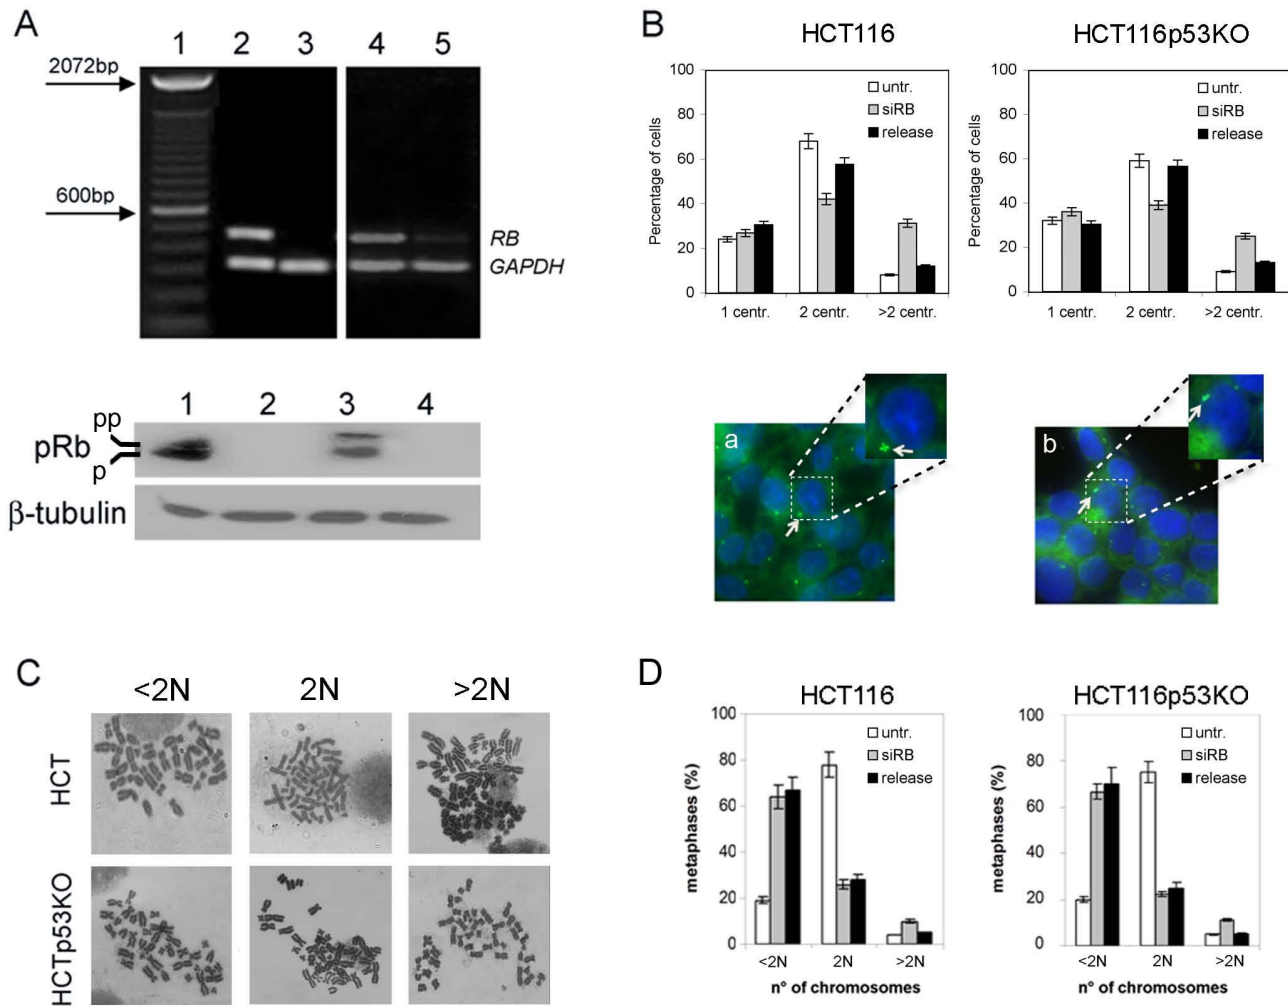 A
1 2 3 4 5
2072bp
600bp
RB
GAPDH
1 2 3 4
pp
pRb
p
β-tubulin
B
HCT116
Percentage of cells
100
80
60
40
20
0
untr.
siRB
release
1 centr. 2 centr. >2 centr.
HCT116p53KO
Percentage of cells
100
80
60
40
20
0
untr.
siRB
release
1 centr. 2 centr. >2 centr.
a
b
C
<2N 2N >2N
HCT
HCTp53KO
D
HCT116
metaphases (%)
100
80
60
40
20
0
untr.
siRB
release
<2N 2N >2N
n° of chromosomes
HCT116p53KO
metaphases (%)
100
80
60
40
20
0
untr.
siRB
release
<2N 2N >2N
n° of chromosomes